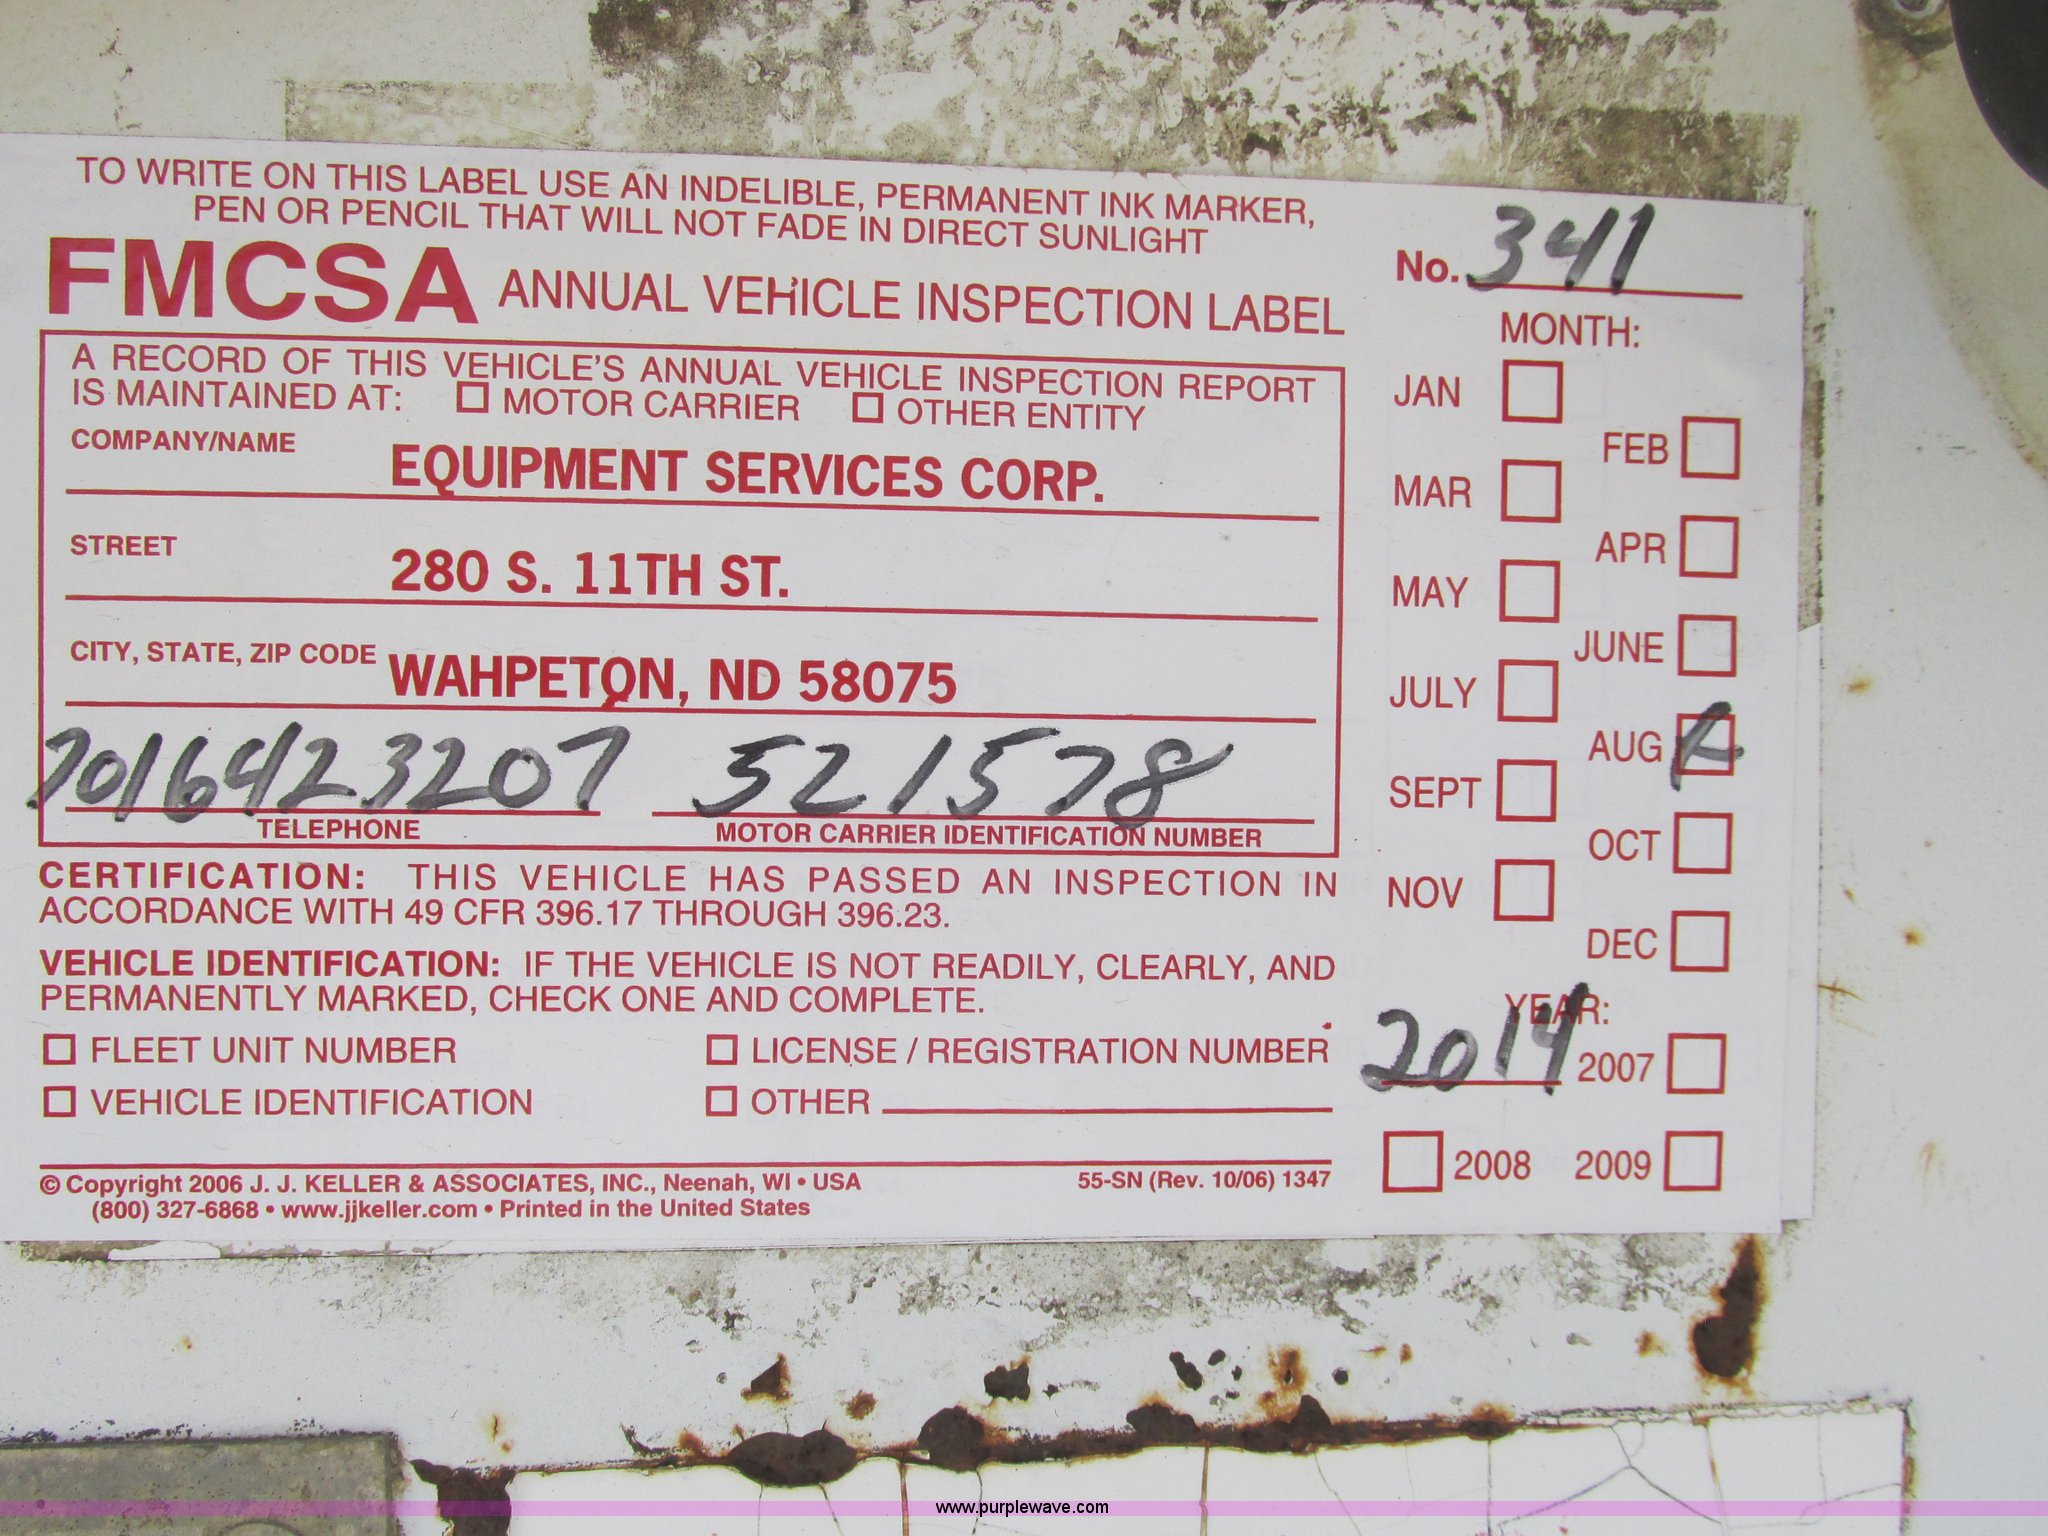 TO WRITE ON THIS LABEL USE AN INDELIBLE, PERMANENT INK MARKER,
PEN OR PENCIL THAT WILL NOT FADE IN DIRECT SUNLIGHT
FMCSA ANNUAL VEHICLE INSPECTION LABEL
A RECORD OF THIS VEHICLE'S ANNUAL VEHICLE INSPECTION REPORT
IS MAINTAINED AT: ☐ MOTOR CARRIER ☐ OTHER ENTITY
COMPANY/NAME EQUIPMENT SERVICES CORP.
STREET 280 S. 11TH ST.
CITY, STATE, ZIP CODE WAHPETON, ND 58075
7016423207 521578
TELEPHONE MOTOR CARRIER IDENTIFICATION NUMBER
CERTIFICATION: THIS VEHICLE HAS PASSED AN INSPECTION IN
ACCORDANCE WITH 49 CFR 396.17 THROUGH 396.23.
VEHICLE IDENTIFICATION: IF THE VEHICLE IS NOT READILY, CLEARLY, AND
PERMANENTLY MARKED, CHECK ONE AND COMPLETE.
☐ FLEET UNIT NUMBER ☐ LICENSE / REGISTRATION NUMBER
☐ VEHICLE IDENTIFICATION ☐ OTHER
© Copyright 2006 J. J. KELLER & ASSOCIATES, INC., Neenah, WI • USA 55-SN (Rev. 10/06) 1347
(800) 327-6868 • www.jjkeller.com • Printed in the United States
No. 341
MONTH:
JAN
FEB
MAR
APR
MAY
JUNE
JULY
AUG
SEPT
OCT
NOV
DEC
YEAR:
2014 2007
2008 2009
www.purplewave.com